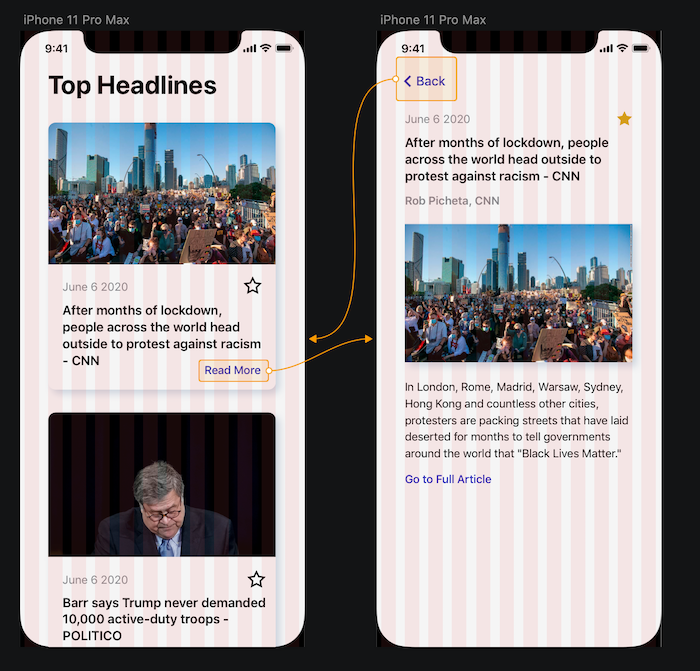 iPhone 11 Pro Max
9:41
Top Headlines
June 6 2020
After months of lockdown,
people across the world head
outside to protest against racism
- CNN
Read More
June 6 2020
Barr says Trump never demanded
10,000 active-duty troops -
POLITICO
iPhone 11 Pro Max
9:41
Back
June 6 2020
After months of lockdown, people
across the world head outside to
protest against racism - CNN
Rob Picheta, CNN
In London, Rome, Madrid, Warsaw, Sydney,
Hong Kong and countless other cities,
protesters are packing streets that have laid
deserted for months to tell governments
around the world that "Black Lives Matter."
Go to Full Article